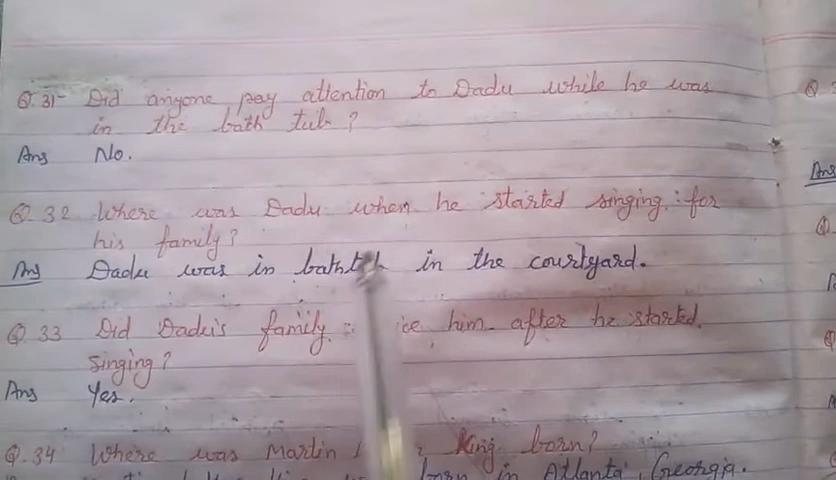 Q.31- Did anyone pay attention to Dadu while he was
in the bath tub?
Ans No.
Q.32 Where was Dadu when he started singing for
his family?
Ans Dadu was in in the courtyard.
Q 33 Did Dadu's family him after he started
singing?
Ans Yes.
Q.34 Where was Martin King born?
born in Atlanta, Georgia.
Ans